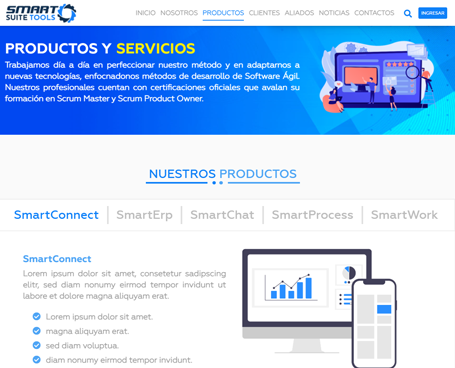 SMART
SUITE TOOLS
INICIO NOSOTROS PRODUCTOS CLIENTES ALIADOS NOTICIAS CONTACTOS INGRESAR
PRODUCTOS Y SERVICIOS
Trabajamos día a día en perfeccionar nuestro método y en adaptarnos a
nuevas tecnologías, enfocnadonos métodos de desarollo de Software Ágil.
Nuestros profesionales cuentan con certificaciones oficiales que avalan su
formación en Scrum Master y Scrum Product Owner.
NUESTROS PRODUCTOS
SmartConnect SmartErp SmartChat SmartProcess SmartWork
SmartConnect
Lorem ipsum dolor sit amet, consetetur sadipscing
elitr, sed diam nonumy eirmod tempor invidunt ut
labore et dolore magna aliquyam erat.
Lorem ipsum dolor sit amet.
magna aliquyam erat.
sed diam voluptua.
diam nonumy eirmod tempor invidunt.